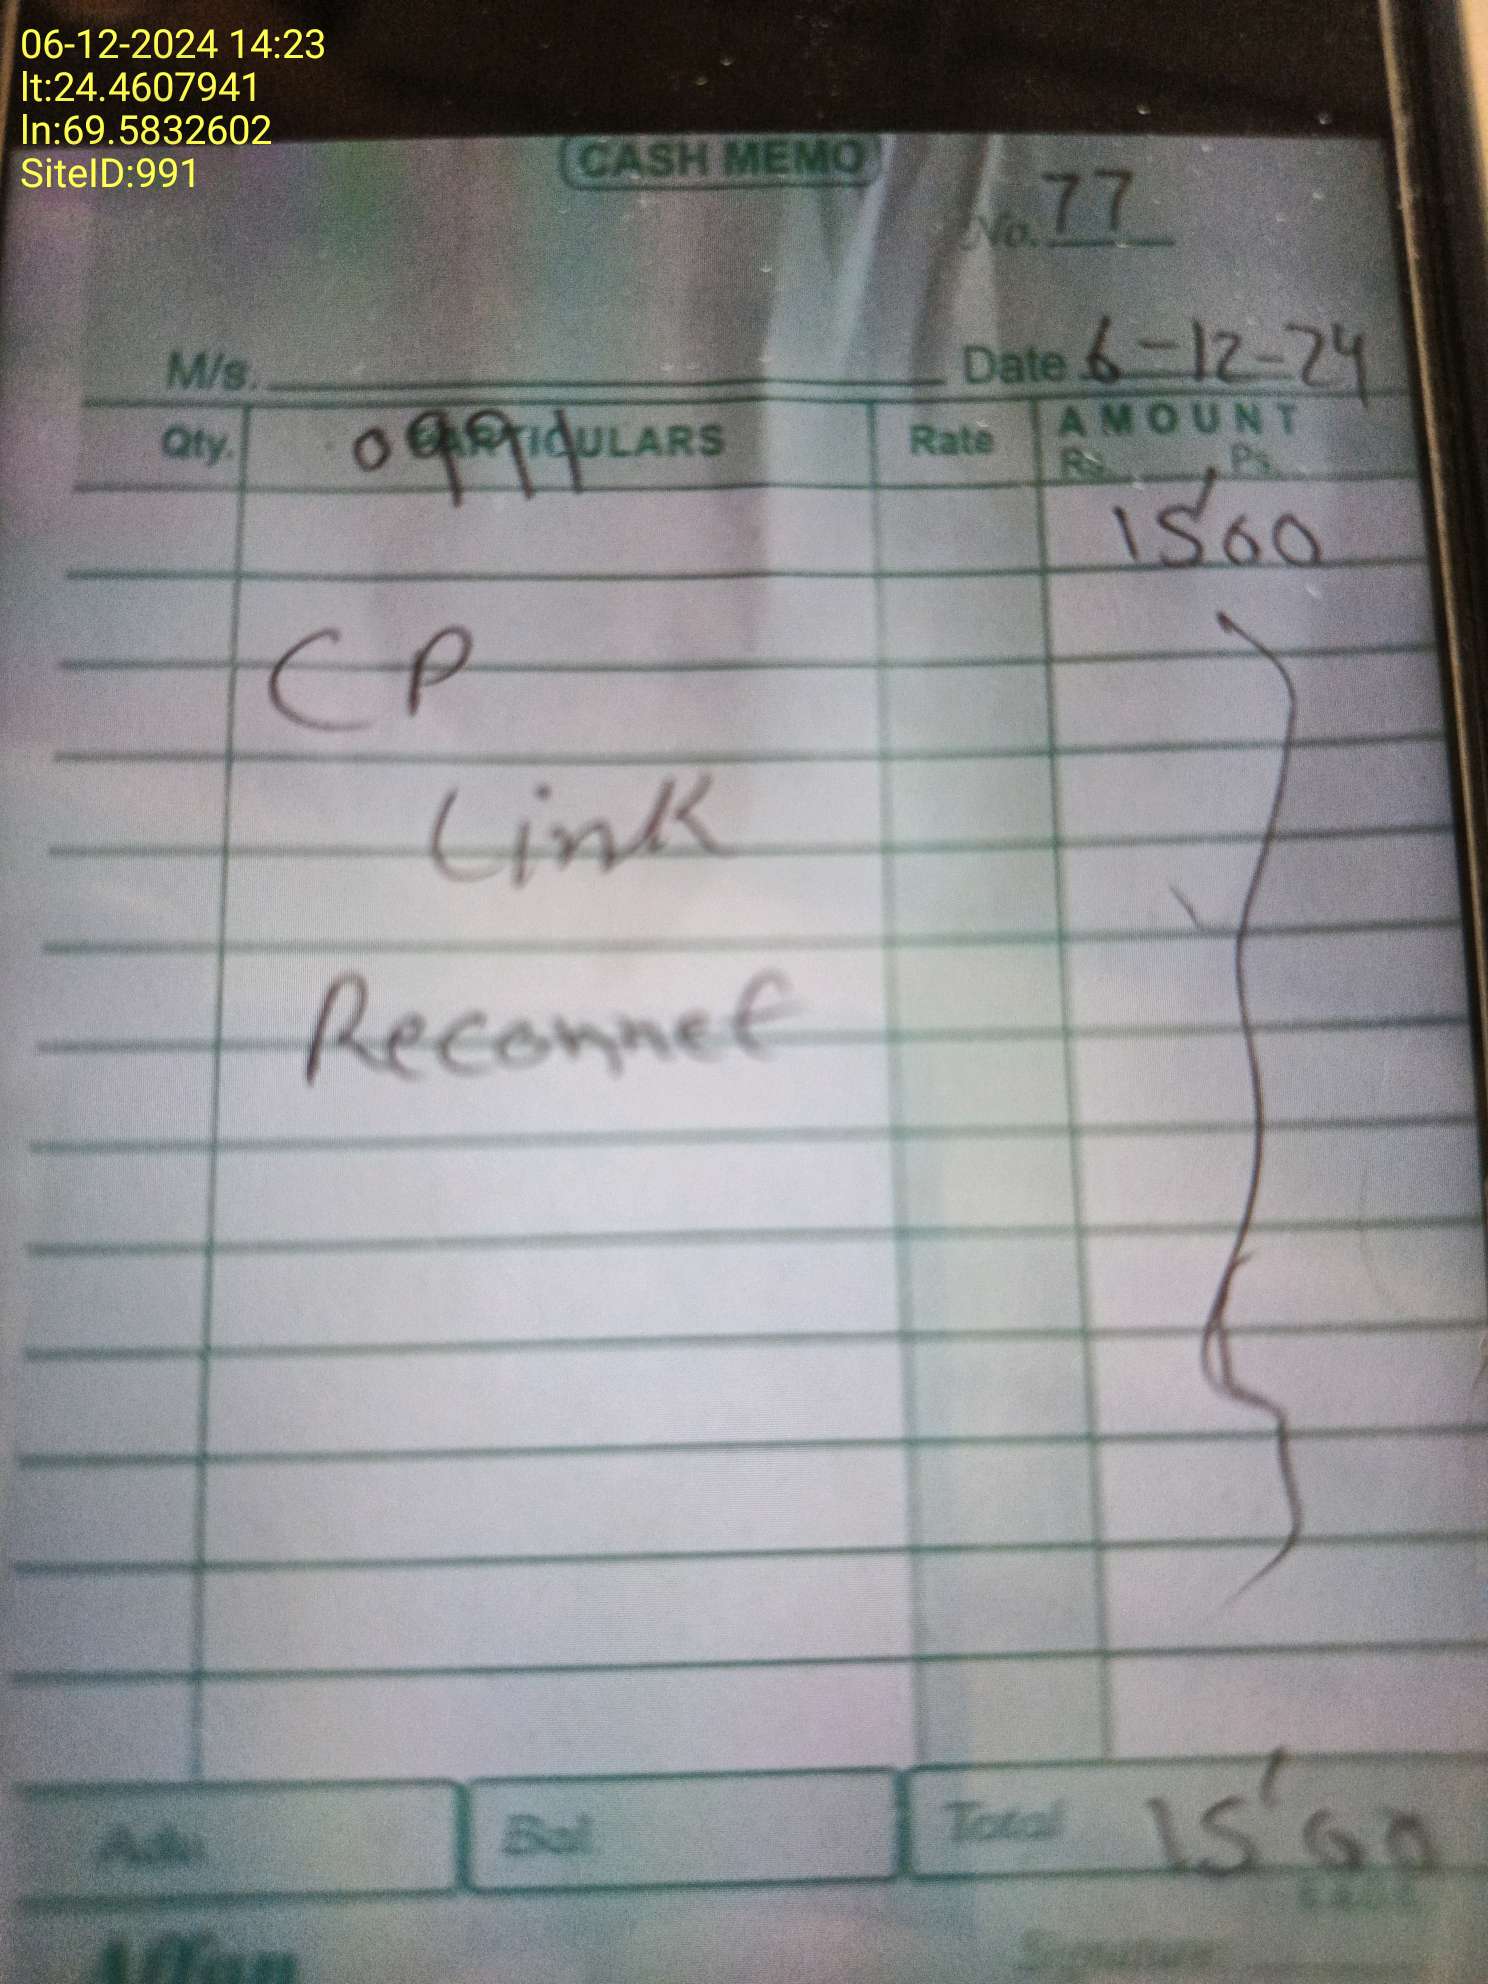 06-12-2024 14:23
lt:24.4607941
ln:69.5832602
SiteID:991
CASH MEMO
No. 77
M/s. Date 6-12-24
Qty. PARTICULARS Rate AMOUNT
Rs. Ps.
0991
1500
CP
Link
Reconnet
Adv. Bal Total 1500
Signature